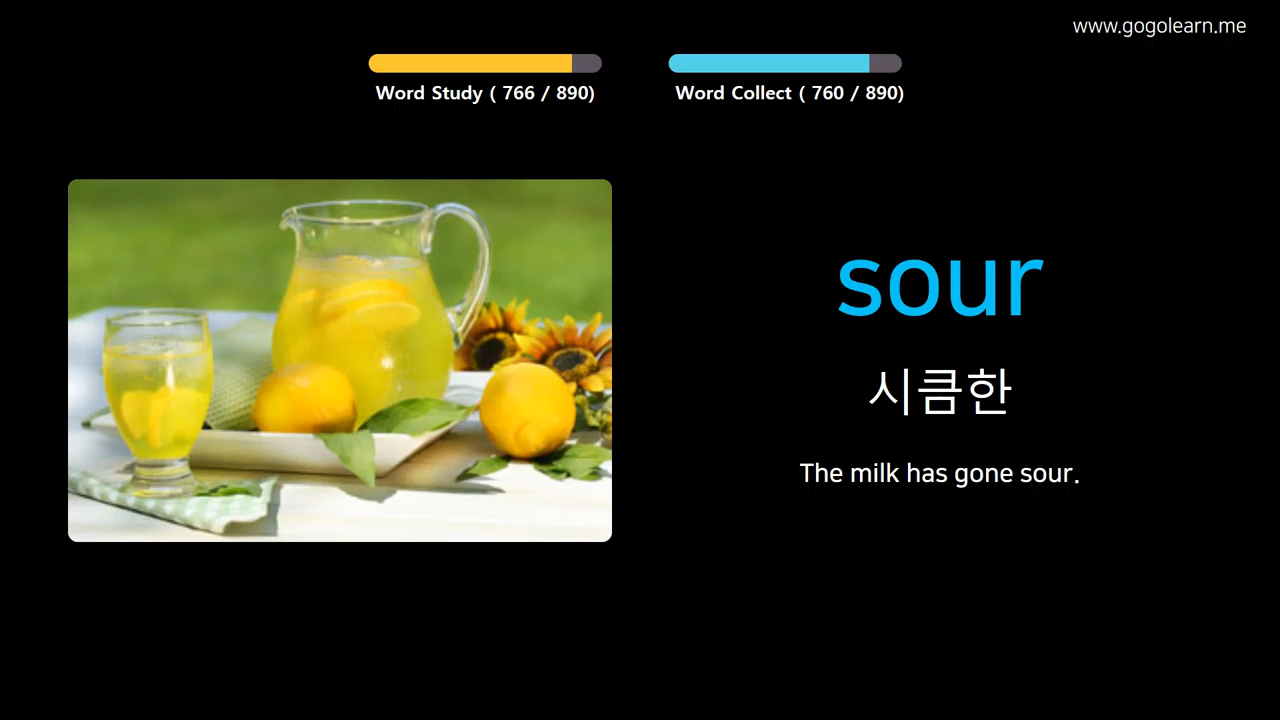 www.gogolearn.me
Word Study ( 766 / 890)
Word Collect ( 760 / 890)
sour
시큼한
The milk has gone sour.